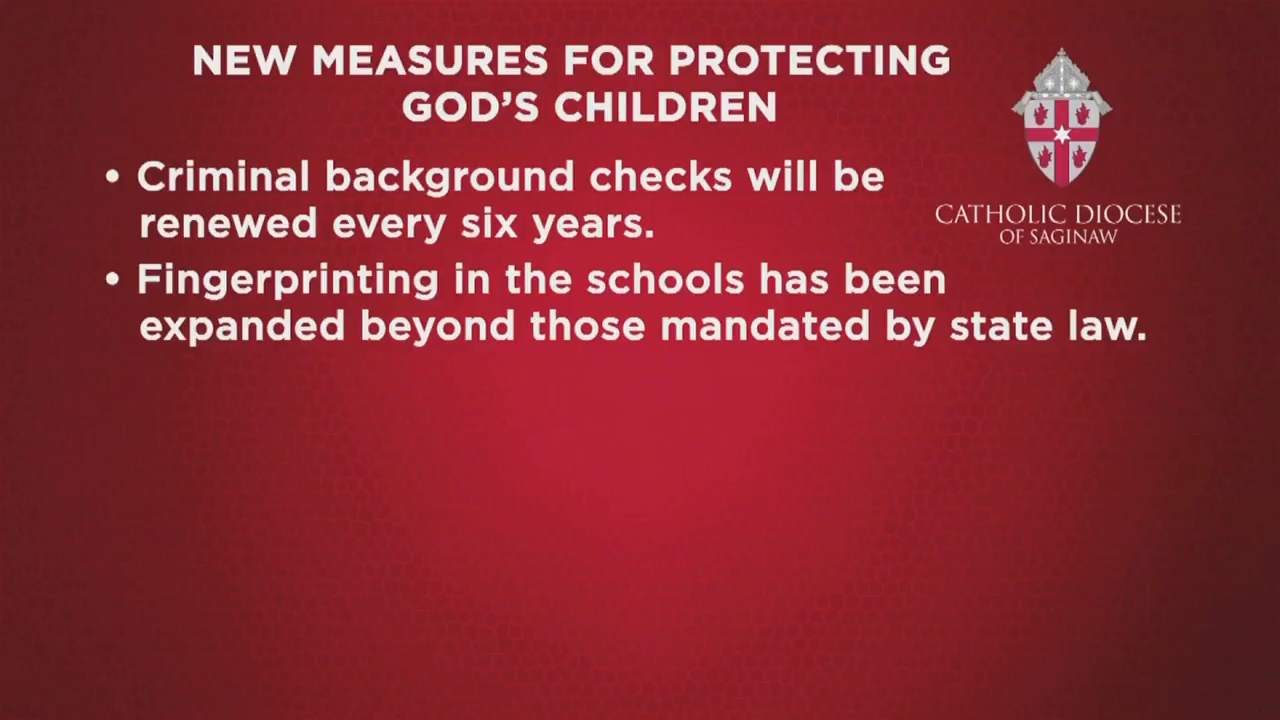 NEW MEASURES FOR PROTECTING
GOD'S CHILDREN
• Criminal background checks will be
renewed every six years.
• Fingerprinting in the schools has been
expanded beyond those mandated by state law.
CATHOLIC DIOCESE
OF SAGINAW